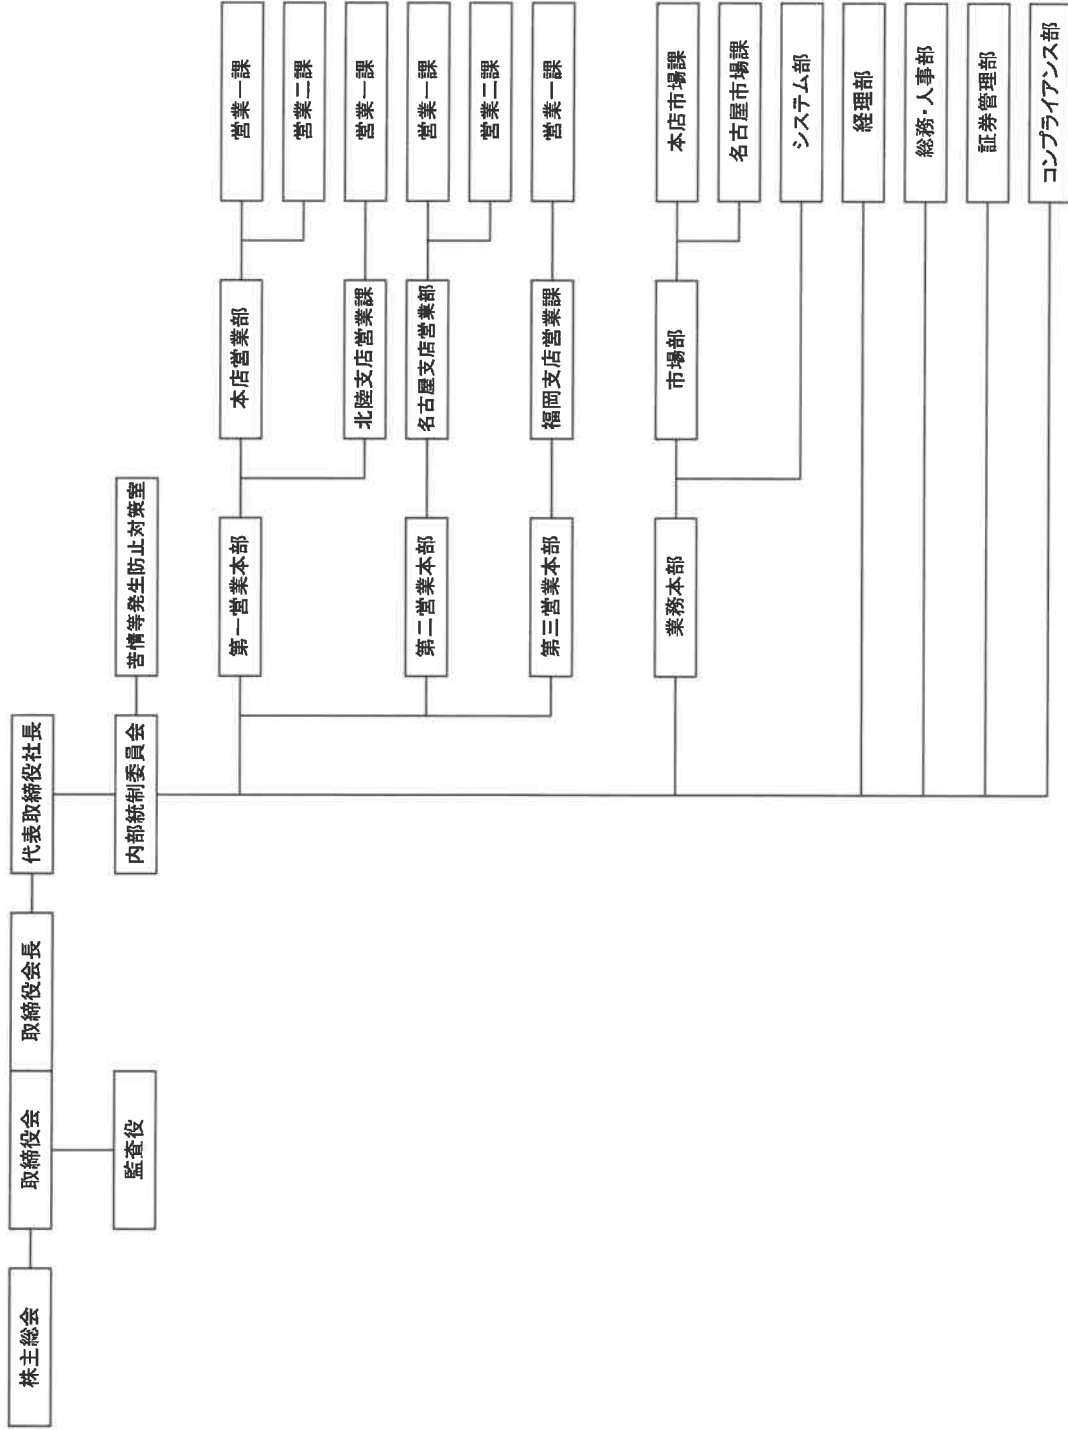 株主総会
取締役会
取締役会長
代表取締役社長
監査役
内部統制委員会
苦情等発生防止対策室
第一営業本部
本店営業部
営業一課
営業二課
北陸支店営業課
営業一課
第二営業本部
名古屋支店営業部
営業一課
営業二課
第三営業本部
福岡支店営業課
営業一課
業務本部
市場部
本店市場課
名古屋市場課
システム部
経理部
総務・人事部
証券管理部
コンプライアンス部